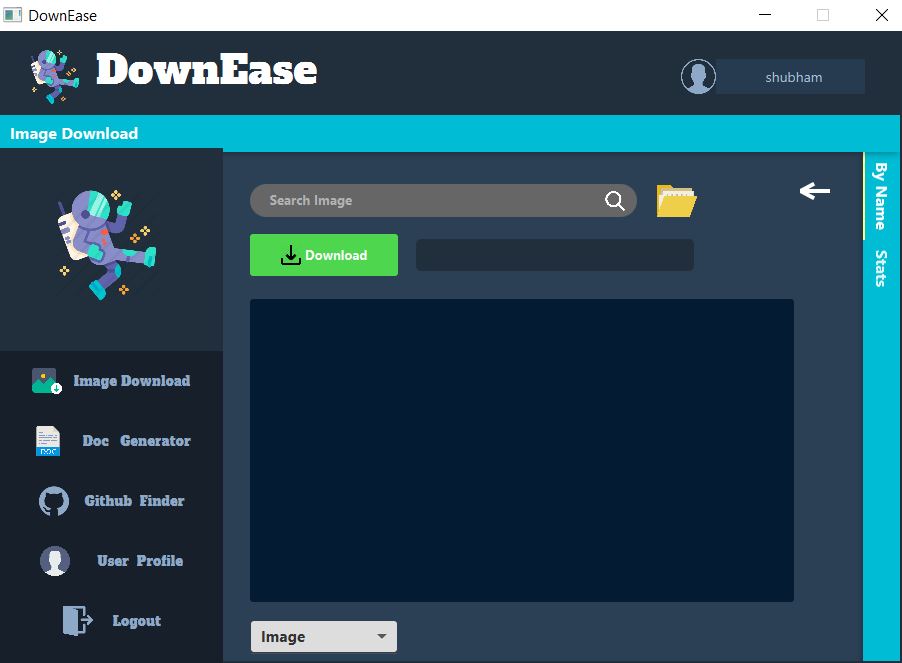 DownEase
DownEase
shubham
Image Download
By Name
Stats
Search Image
Download
Image Download
Doc Generator
DOC
Github Finder
User Profile
Logout
Image